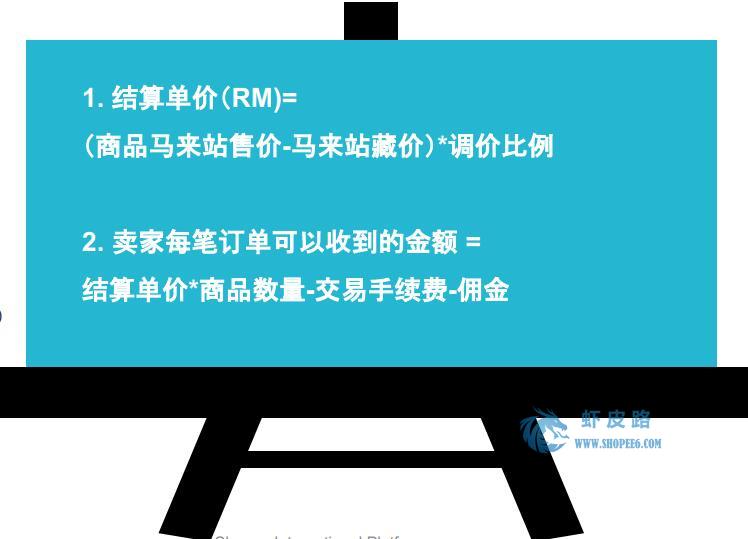 1. 结算单价(RM)=
(商品马来站售价-马来站藏价)*调价比例
2. 卖家每笔订单可以收到的金额 =
结算单价*商品数量-交易手续费-佣金
虾皮路
WWW.SHOPEE6.COM